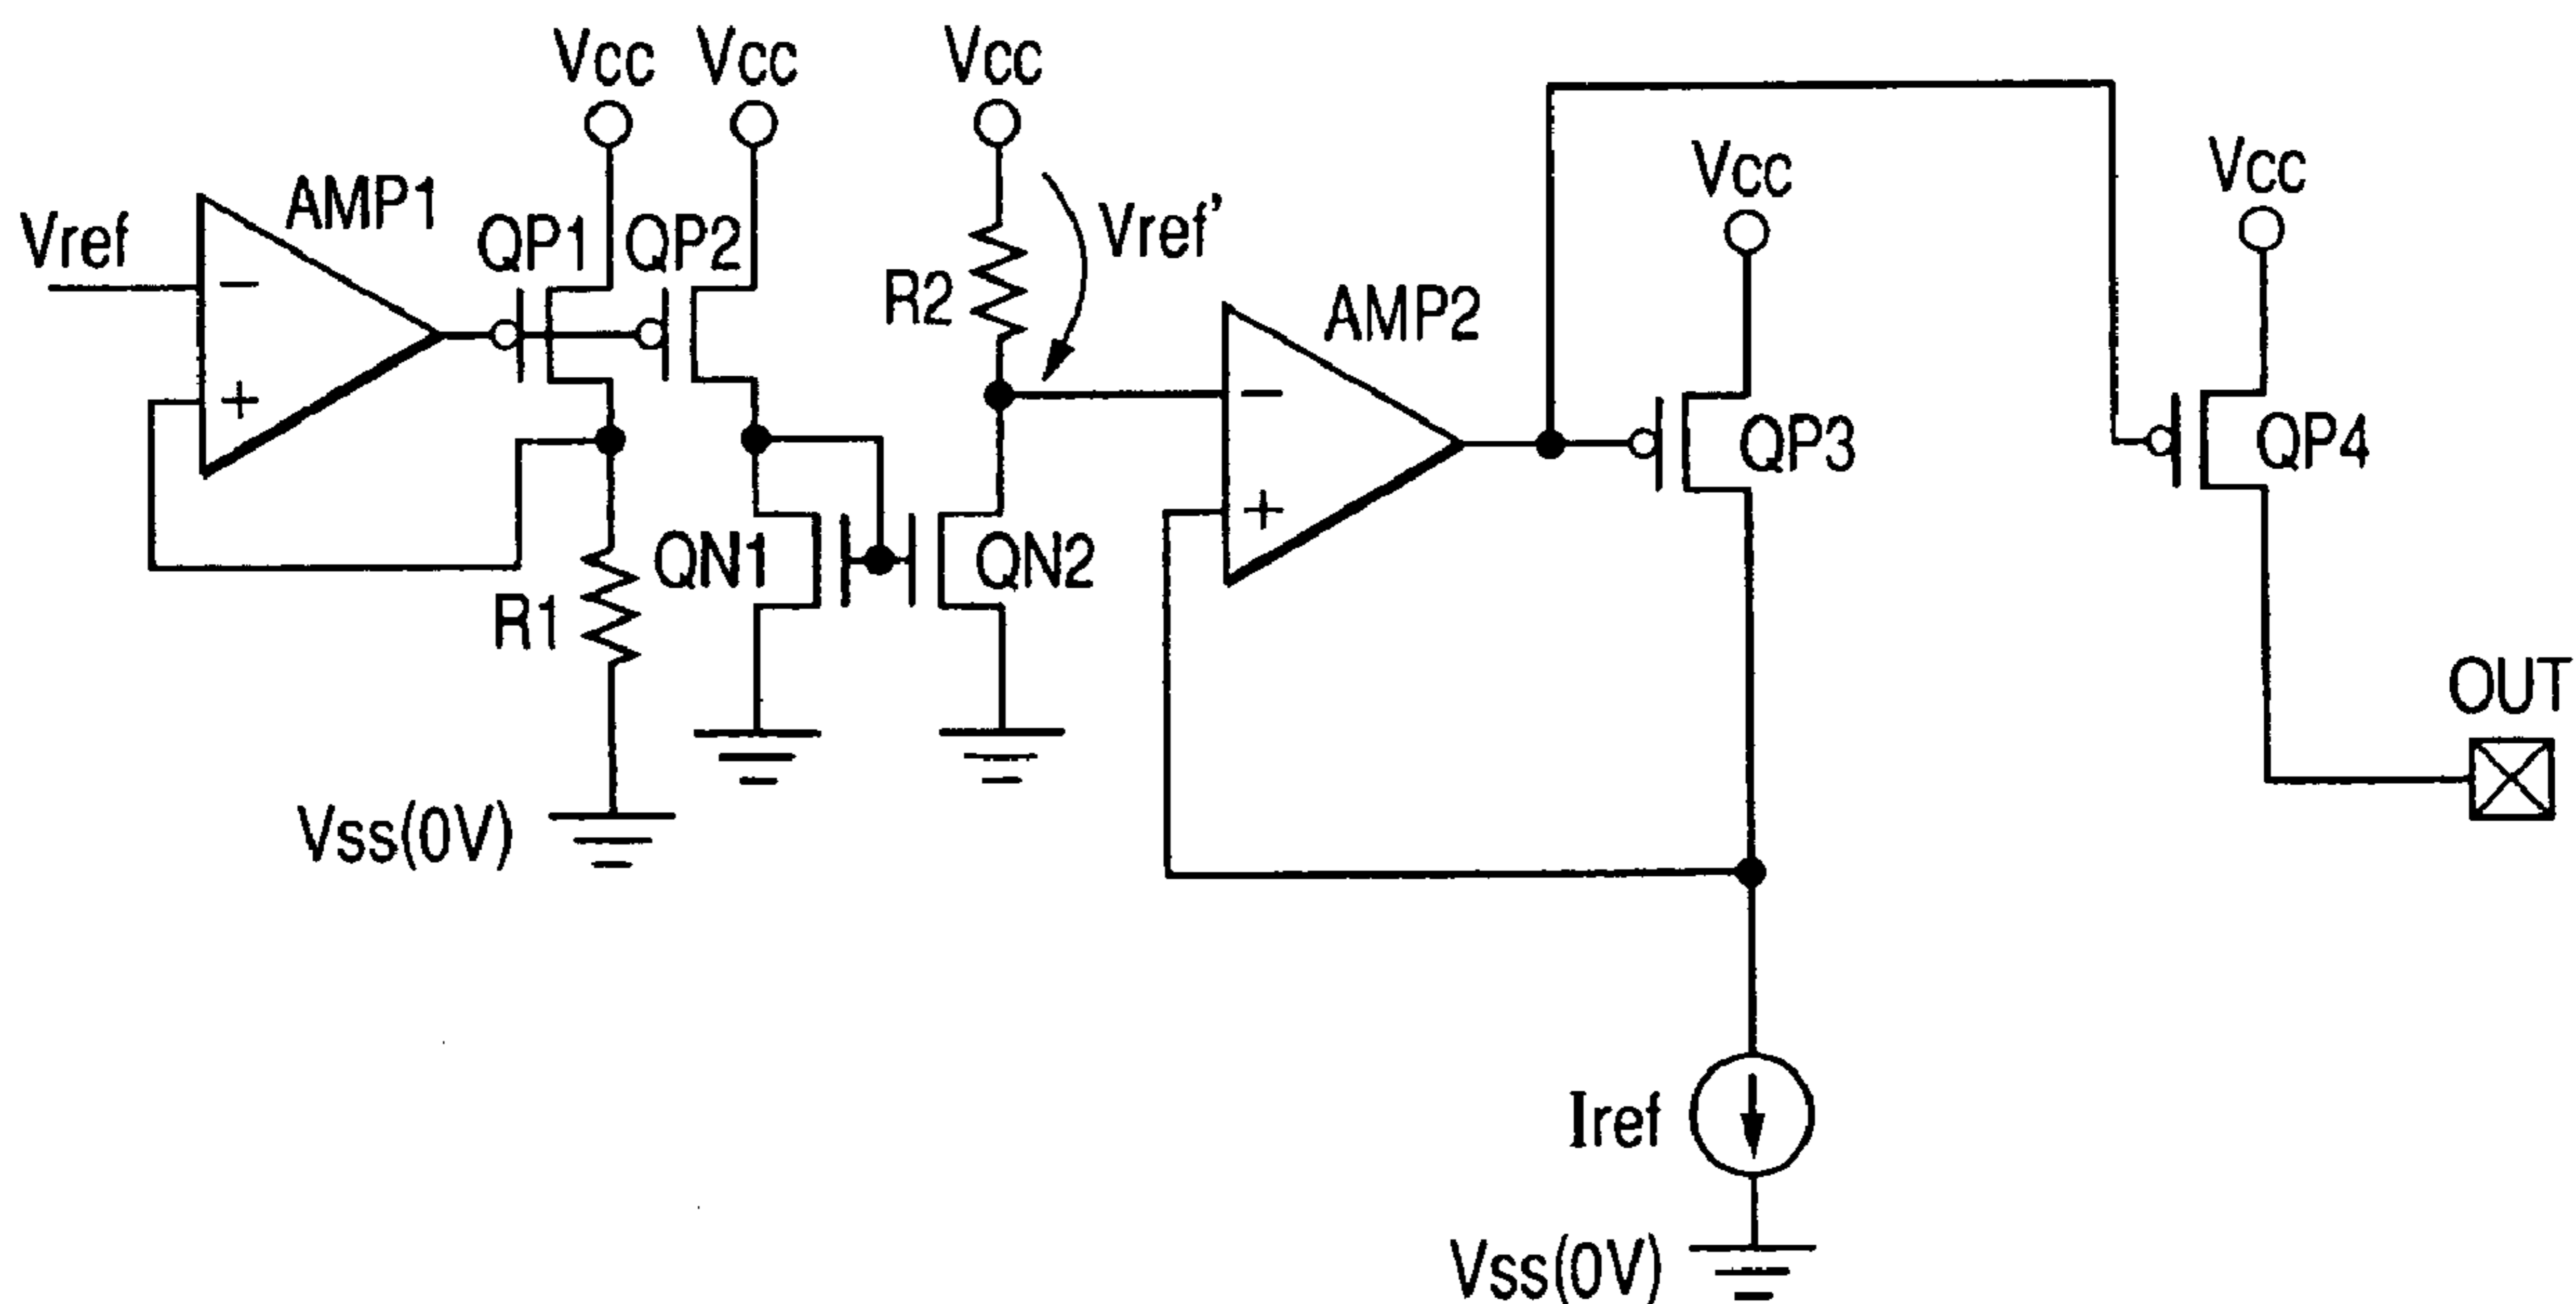 Vcc Vcc Vcc
AMP1
Vref
QP1 QP2
Vref'
Vcc
Vcc
R2
AMP2
−
−
+
QP3
QP4
+
QN1
QN2
R1
OUT
Vss(0V)
Iref
Vss(0V)